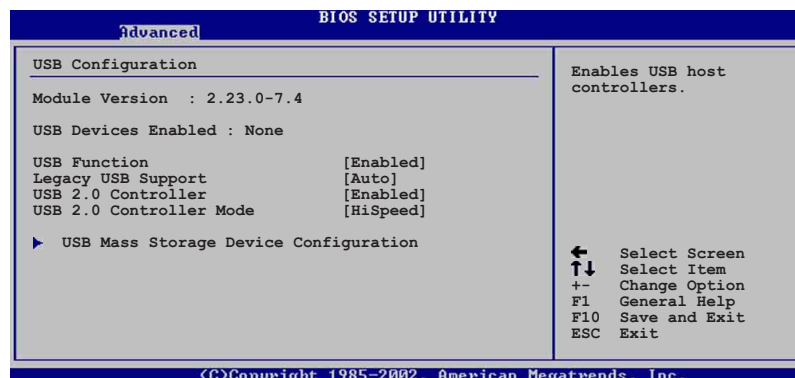 BIOS SETUP UTILITY
Advanced
USB Configuration
Module Version : 2.23.0-7.4
USB Devices Enabled : None
USB Function [Enabled]
Legacy USB Support [Auto]
USB 2.0 Controller [Enabled]
USB 2.0 Controller Mode [HiSpeed]
USB Mass Storage Device Configuration
Enables USB host
controllers.
← Select Screen
↑↓ Select Item
+- Change Option
F1 General Help
F10 Save and Exit
ESC Exit
(C)Copyright 1985-2002, American Megatrends, Inc.